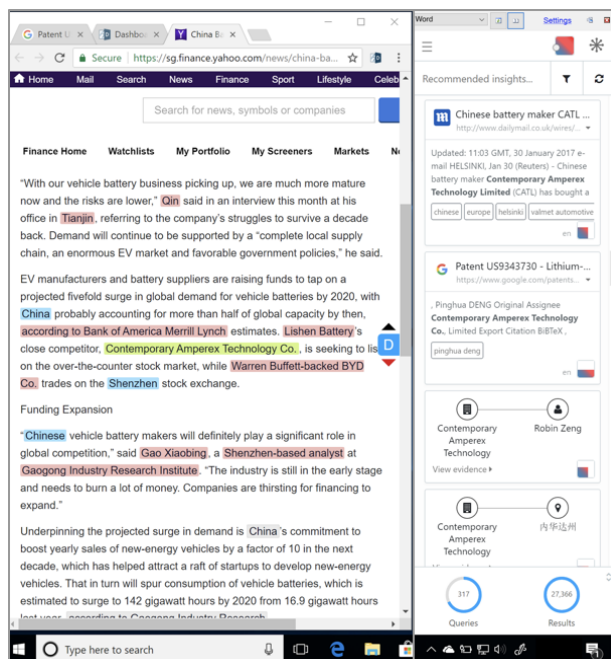 Patent U
Dashbo
China Ba
Secure https://sg.finance.yahoo.com/news/china-ba...
Home Mail Search News Finance Sport Lifestyle Celeb
Search for news, symbols or companies
Finance Home Watchlists My Portfolio My Screeners Markets
“With our vehicle battery business picking up, we are much more mature
now and the risks are lower,” Qin said in an interview this month at his
office in Tianjin, referring to the company’s struggles to survive a decade
back. Demand will continue to be supported by a “complete local supply
chain, an enormous EV market and favorable government policies,” he said.
EV manufacturers and battery suppliers are raising funds to tap on a
projected fivefold surge in global demand for vehicle batteries by 2020, with
China probably accounting for more than half of global capacity by then,
according to Bank of America Merrill Lynch estimates. Lishen Battery’s
close competitor, Contemporary Amperex Technology Co., is seeking to lis
D
on the over-the-counter stock market, while Warren Buffett-backed BYD
Co. trades on the Shenzhen stock exchange.
Funding Expansion
“Chinese vehicle battery makers will definitely play a significant role in
global competition,” said Gao Xiaobing, a Shenzhen-based analyst at
Gaogong Industry Research Institute. “The industry is still in the early stage
and needs to burn a lot of money. Companies are thirsting for financing to
expand.”
Underpinning the projected surge in demand is China’s commitment to
boost yearly sales of new-energy vehicles by a factor of 10 in the next
decade, which has helped attract a raft of startups to develop new-energy
vehicles. That in turn will spur consumption of vehicle batteries, which is
estimated to surge to 142 gigawatt hours by 2020 from 16.9 gigawatt hours
last year, according to Gaogong Industry Research
Type here to search
Word
Settings
Recommended insights...
Chinese battery maker CATL ...
http://www.dailymail.co.uk/wires/...
Updated: 11:03 GMT, 30 January 2017 e-
mail HELSINKI, Jan 30 (Reuters) - Chinese
battery maker Contemporary Amperex
Technology Limited (CATL) has bought a
chinese europe helsinki valmet automotive
en
Patent US9343730 - Lithium-...
https://www.google.com/patents...
, Pinghua DENG Original Assignee
Contemporary Amperex Technology
Co., Limited Export Citation BiBTeX ,
pinghua deng
en
Contemporary
Amperex
Technology
Robin Zeng
View evidence
Contemporary
Amperex
Technology
内华达州
317
Queries
27,366
Results